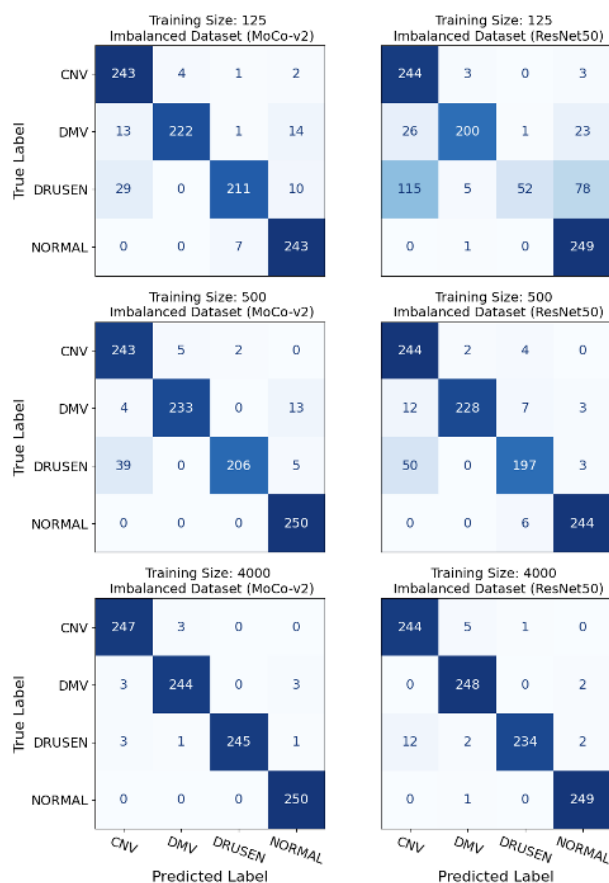 Training Size: 125
Imbalanced Dataset (MoCo-v2)
Training Size: 125
Imbalanced Dataset (ResNet50)
True Label
CNV 243 4 1 2
244 3 0 3
DMV 13 222 1 14
26 200 1 23
DRUSEN 29 0 211 10
115 5 52 78
NORMAL 0 0 7 243
0 1 0 249
Training Size: 500
Imbalanced Dataset (MoCo-v2)
Training Size: 500
Imbalanced Dataset (ResNet50)
True Label
CNV 243 5 2 0
244 2 4 0
DMV 4 233 0 13
12 228 7 3
DRUSEN 39 0 206 5
50 0 197 3
NORMAL 0 0 0 250
0 0 6 244
Training Size: 4000
Imbalanced Dataset (MoCo-v2)
Training Size: 4000
Imbalanced Dataset (ResNet50)
True Label
CNV 247 3 0 0
244 5 1 0
DMV 3 244 0 3
0 248 0 2
DRUSEN 3 1 245 1
12 2 234 2
NORMAL 0 0 0 250
0 1 0 249
CNV DMV DRUSEN NORMAL
CNV DMV DRUSEN NORMAL
Predicted Label
Predicted Label